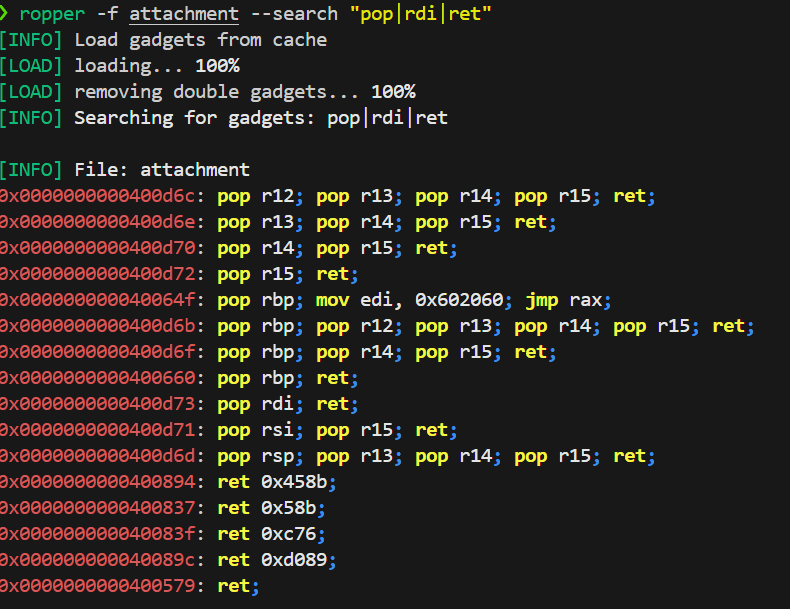 ❯ ropper -f attachment --search "pop|rdi|ret"
[INFO] Load gadgets from cache
[LOAD] loading... 100%
[LOAD] removing double gadgets... 100%
[INFO] Searching for gadgets: pop|rdi|ret
[INFO] File: attachment
0x0000000000400d6c: pop r12; pop r13; pop r14; pop r15; ret;
0x0000000000400d6e: pop r13; pop r14; pop r15; ret;
0x0000000000400d70: pop r14; pop r15; ret;
0x0000000000400d72: pop r15; ret;
0x000000000040064f: pop rbp; mov edi, 0x602060; jmp rax;
0x0000000000400d6b: pop rbp; pop r12; pop r13; pop r14; pop r15; ret;
0x0000000000400d6f: pop rbp; pop r14; pop r15; ret;
0x0000000000400660: pop rbp; ret;
0x0000000000400d73: pop rdi; ret;
0x0000000000400d71: pop rsi; pop r15; ret;
0x0000000000400d6d: pop rsp; pop r13; pop r14; pop r15; ret;
0x0000000000400894: ret 0x458b;
0x0000000000400837: ret 0x58b;
0x000000000040083f: ret 0xc76;
0x000000000040089c: ret 0xd089;
0x0000000000400579: ret;